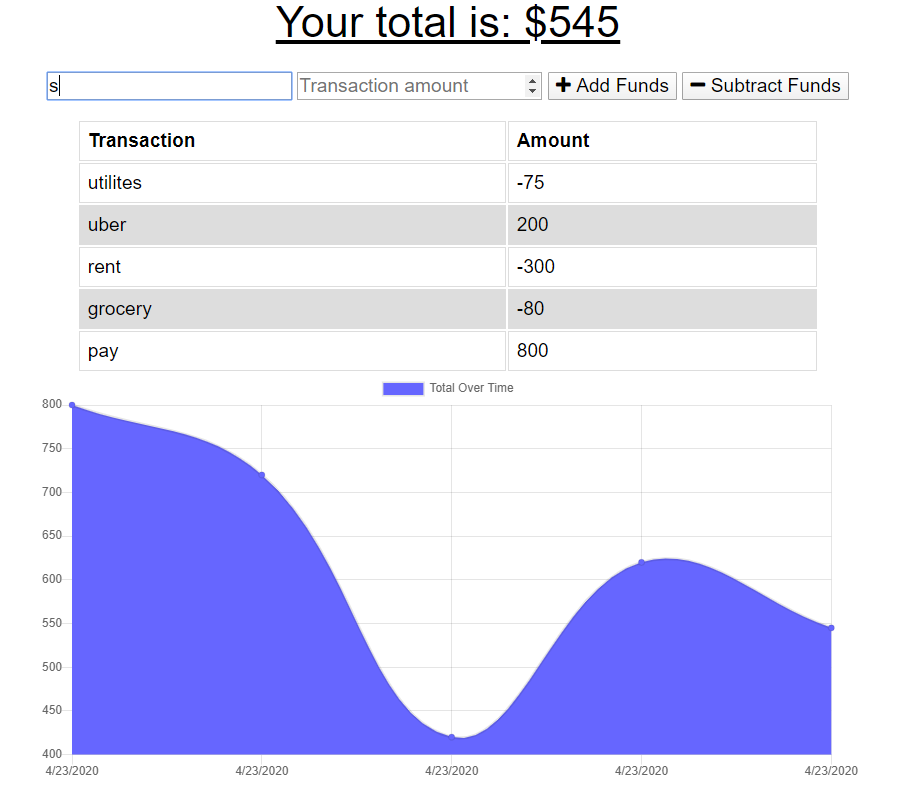 Your total is: $545
s Transaction amount Add Funds Subtract Funds
Transaction Amount
utilites -75
uber 200
rent -300
grocery -80
pay 800
Total Over Time
800
750
700
650
600
550
500
450
400
4/23/2020 4/23/2020 4/23/2020 4/23/2020 4/23/2020